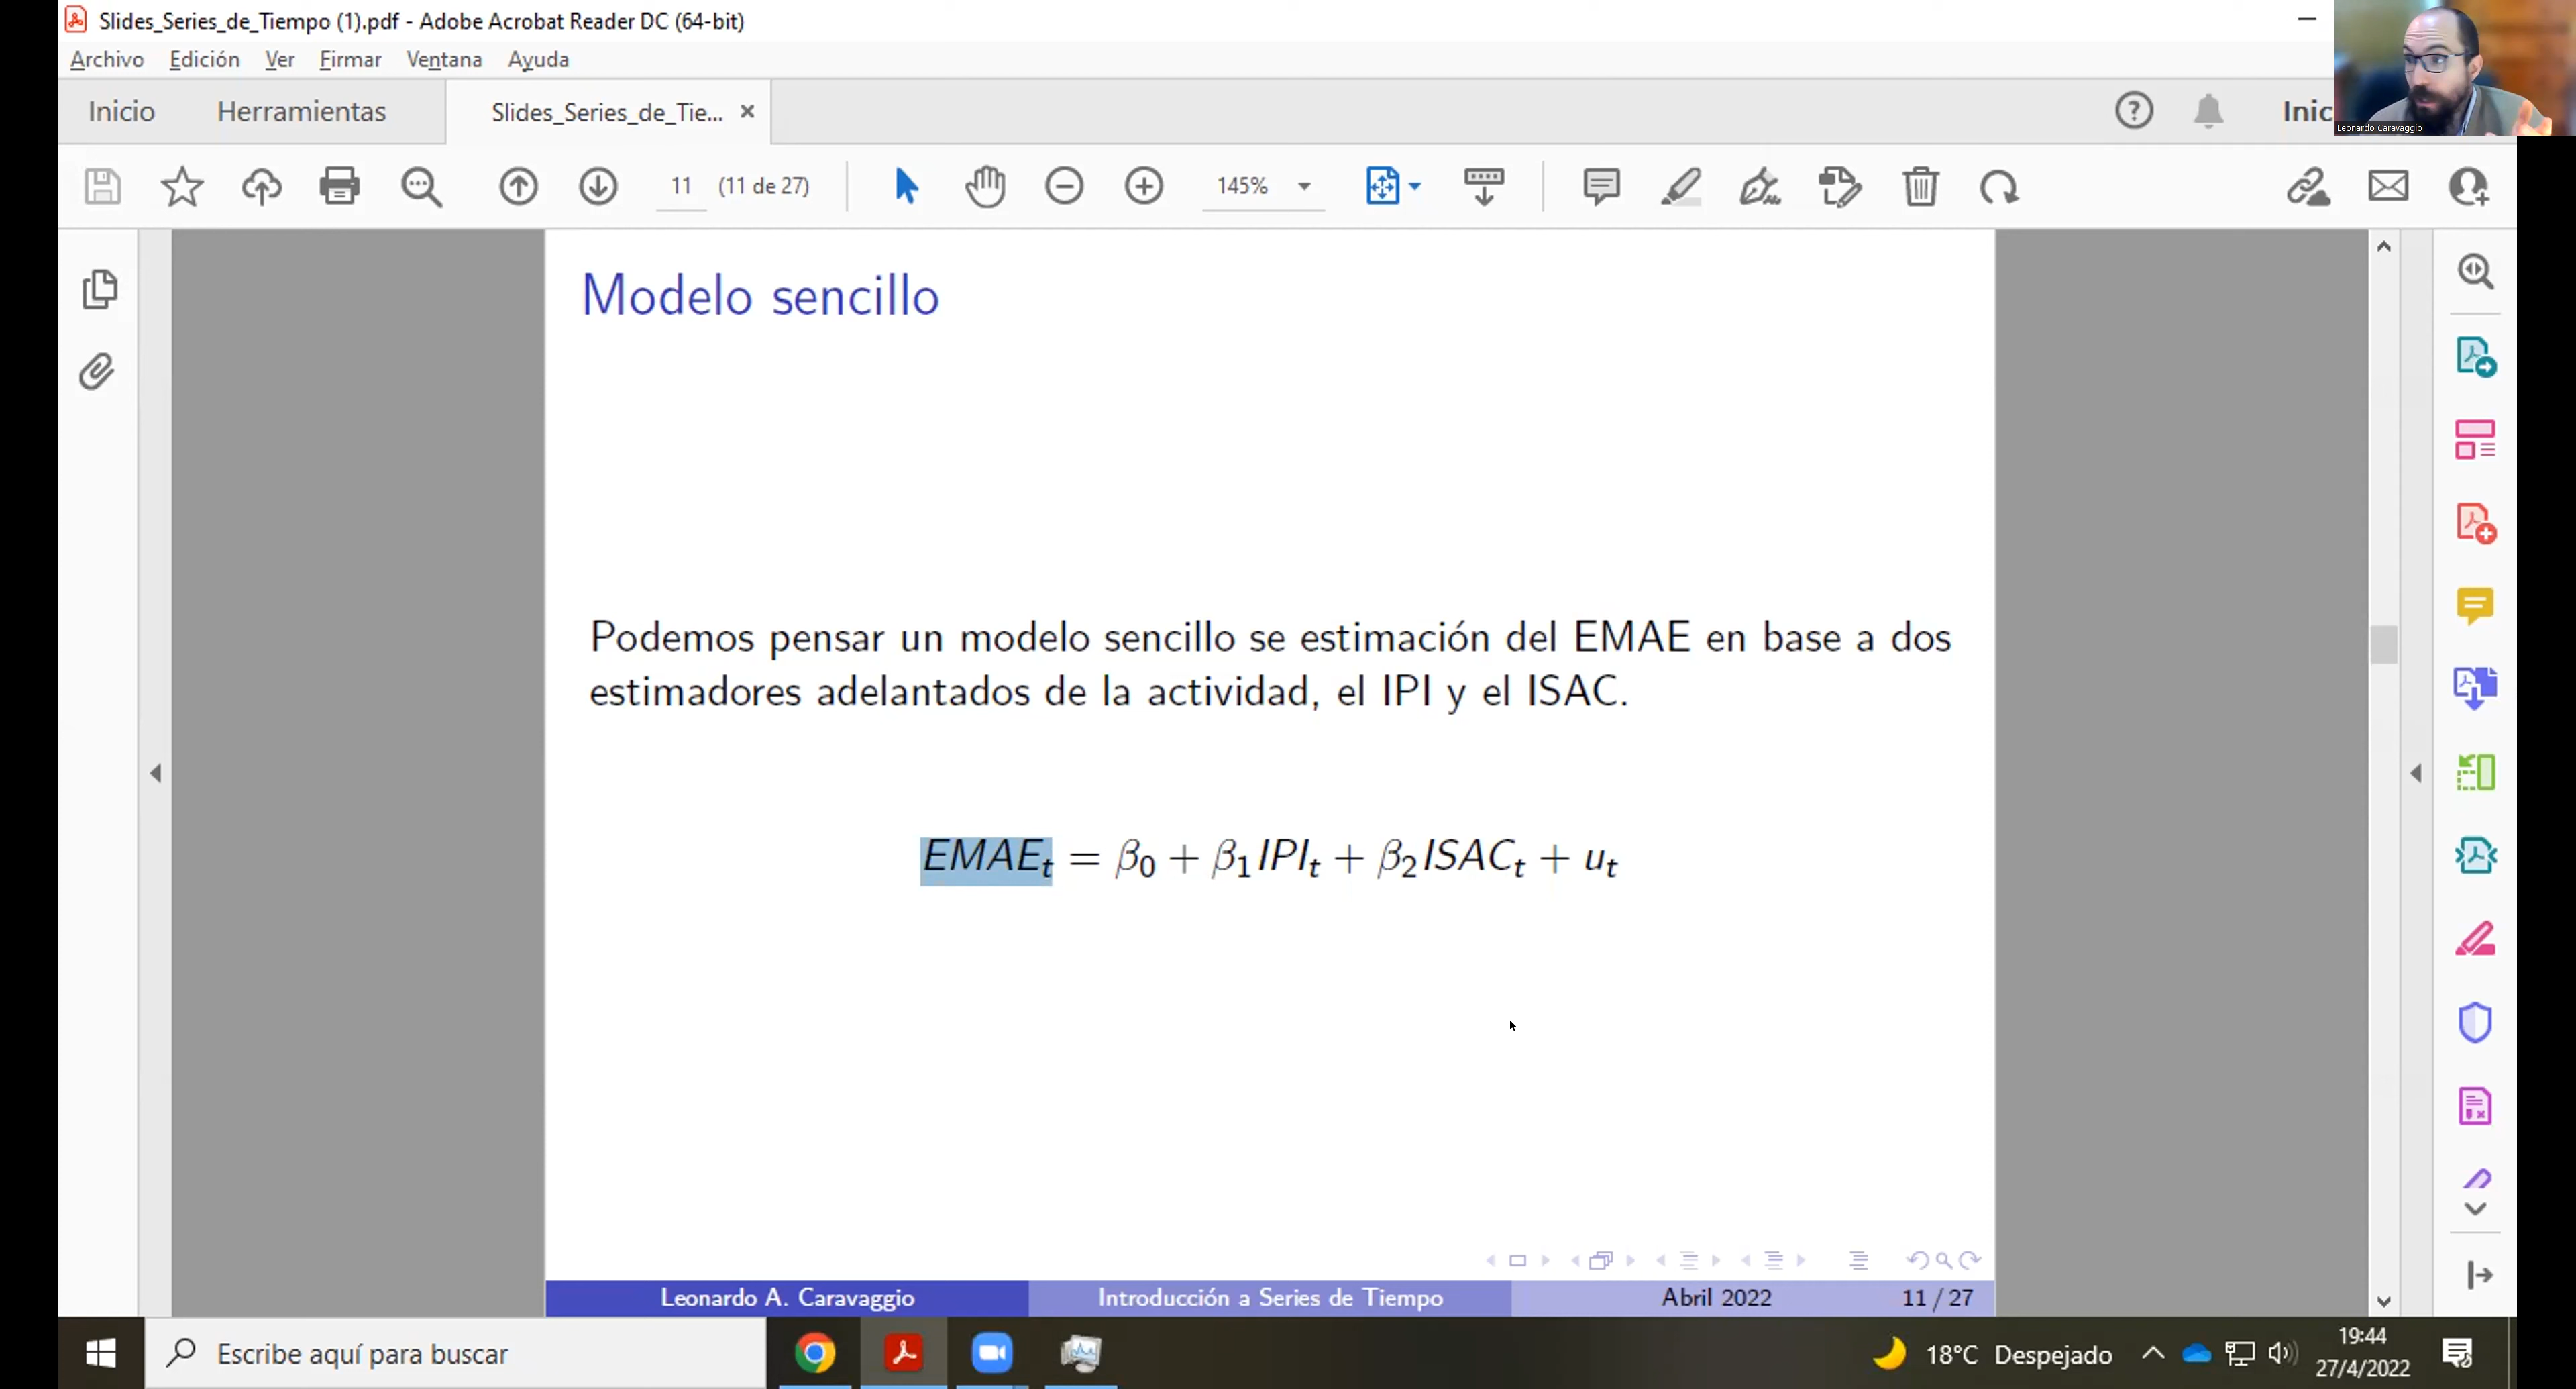 Slides_Series_de_Tiempo (1).pdf - Adobe Acrobat Reader DC (64-bit)
Archivo Edición Ver Firmar Ventana Ayuda
Inicio Herramientas Slides_Series_de_Tie... Inic
Leonardo Caravaggio
11 (11 de 27) 145%
Modelo sencillo
Podemos pensar un modelo sencillo se estimación del EMAE en base a dos
estimadores adelantados de la actividad, el IPI y el ISAC.
EMAE_t = β_0 + β_1 IPI_t + β_2 ISAC_t + u_t
Leonardo A. Caravaggio Introducción a Series de Tiempo Abril 2022 11 / 27
Escribe aquí para buscar 18°C Despejado 19:44
27/4/2022